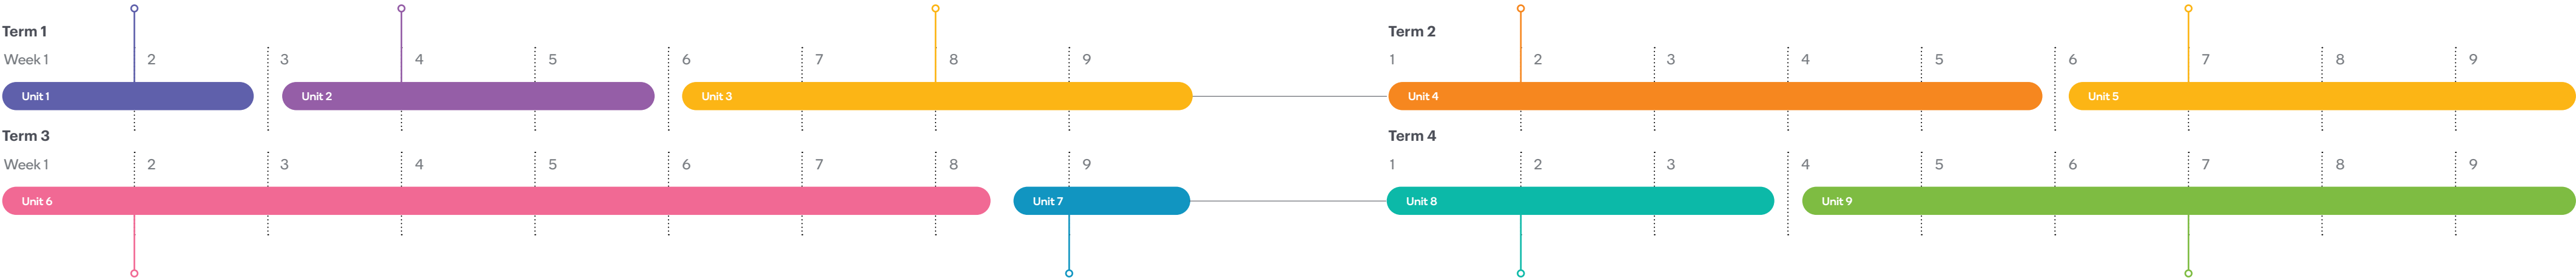 Term 1
Term 2
Week 1 2 3 4 5 6 7 8 9
1 2 3 4 5 6 7 8 9
Unit 1 Unit 2 Unit 3 Unit 4 Unit 5
Term 3
Term 4
Week 1 2 3 4 5 6 7 8 9
1 2 3 4 5 6 7 8 9
Unit 6 Unit 7 Unit 8 Unit 9